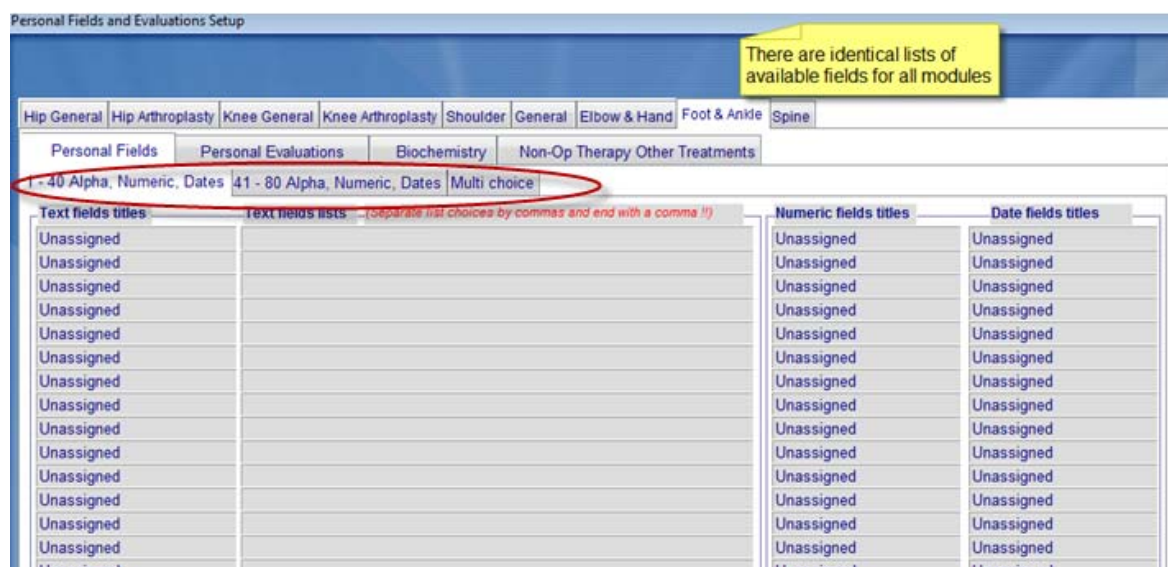 Personal Fields and Evaluations Setup
There are identical lists of
available fields for all modules
Hip General Hip Arthroplasty Knee General Knee Arthroplasty Shoulder General Elbow & Hand Foot & Ankle Spine
Personal Fields Personal Evaluations Biochemistry Non-Op Therapy Other Treatments
1 - 40 Alpha, Numeric, Dates 41 - 80 Alpha, Numeric, Dates Multi choice
Text fields titles Text fields lists (Separate list choices by commas and end with a comma !!) Numeric fields titles Date fields titles
Unassigned Unassigned Unassigned
Unassigned Unassigned Unassigned
Unassigned Unassigned Unassigned
Unassigned Unassigned Unassigned
Unassigned Unassigned Unassigned
Unassigned Unassigned Unassigned
Unassigned Unassigned Unassigned
Unassigned Unassigned Unassigned
Unassigned Unassigned Unassigned
Unassigned Unassigned Unassigned
Unassigned Unassigned Unassigned
Unassigned Unassigned Unassigned
Unassigned Unassigned Unassigned
Unassigned Unassigned Unassigned